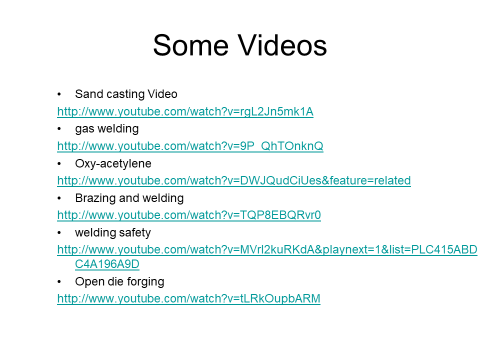 Some Videos
• Sand casting Video
http://www.youtube.com/watch?v=rgL2Jn5mk1A
• gas welding
http://www.youtube.com/watch?v=9P_QhTOnknQ
• Oxy-acetylene
http://www.youtube.com/watch?v=DWJQudCiUes&feature=related
• Brazing and welding
http://www.youtube.com/watch?v=TQP8EBQRvr0
• welding safety
http://www.youtube.com/watch?v=MVrI2kuRKdA&playnext=1&list=PLC415ABD
C4A196A9D
• Open die forging
http://www.youtube.com/watch?v=tLRkOupbARM